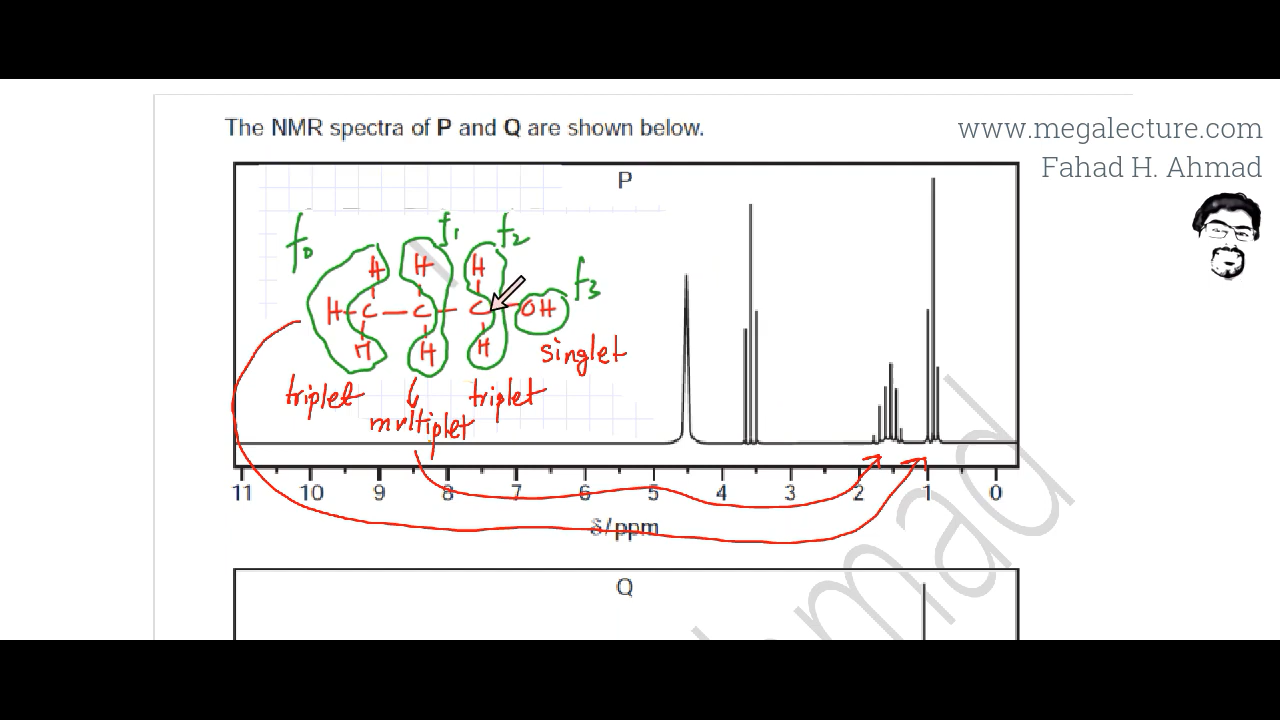 The NMR spectra of P and Q are shown below.
www.megalecture.com
Fahad H. Ahmad
P
f0
f1
f2
f3
H H H
H C C C OH
H H H
singlet
triplet
triplet
multiplet
11 10 9 8 7 6 5 4 3 2 1 0
δ/ppm
Q